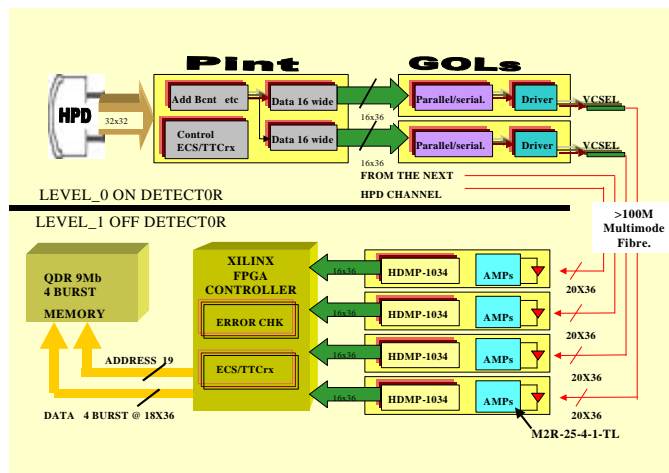 Pint
GOLs
HPD
32x32
Add Bcnt etc
Data 16 wide
Control
ECS/TTCrx
Data 16 wide
16x36
16x36
Parallel/serial.
Driver
VCSEL
Parallel/serial.
Driver
VCSEL
FROM THE NEXT
HPD CHANNEL
LEVEL_0 ON DETECT0R
LEVEL_1 OFF DETECT0R
>100M
Multimode
Fibre.
QDR 9Mb
4 BURST
MEMORY
XILINX
FPGA
CONTROLLER
ERROR CHK
ECS/TTCrx
ADDRESS 19
DATA 4 BURST @ 18X36
16x36
HDMP-1034
AMPs
20X36
16x36
HDMP-1034
AMPs
20X36
16x36
HDMP-1034
AMPs
20X36
16x36
HDMP-1034
AMPs
20X36
M2R-25-4-1-TL